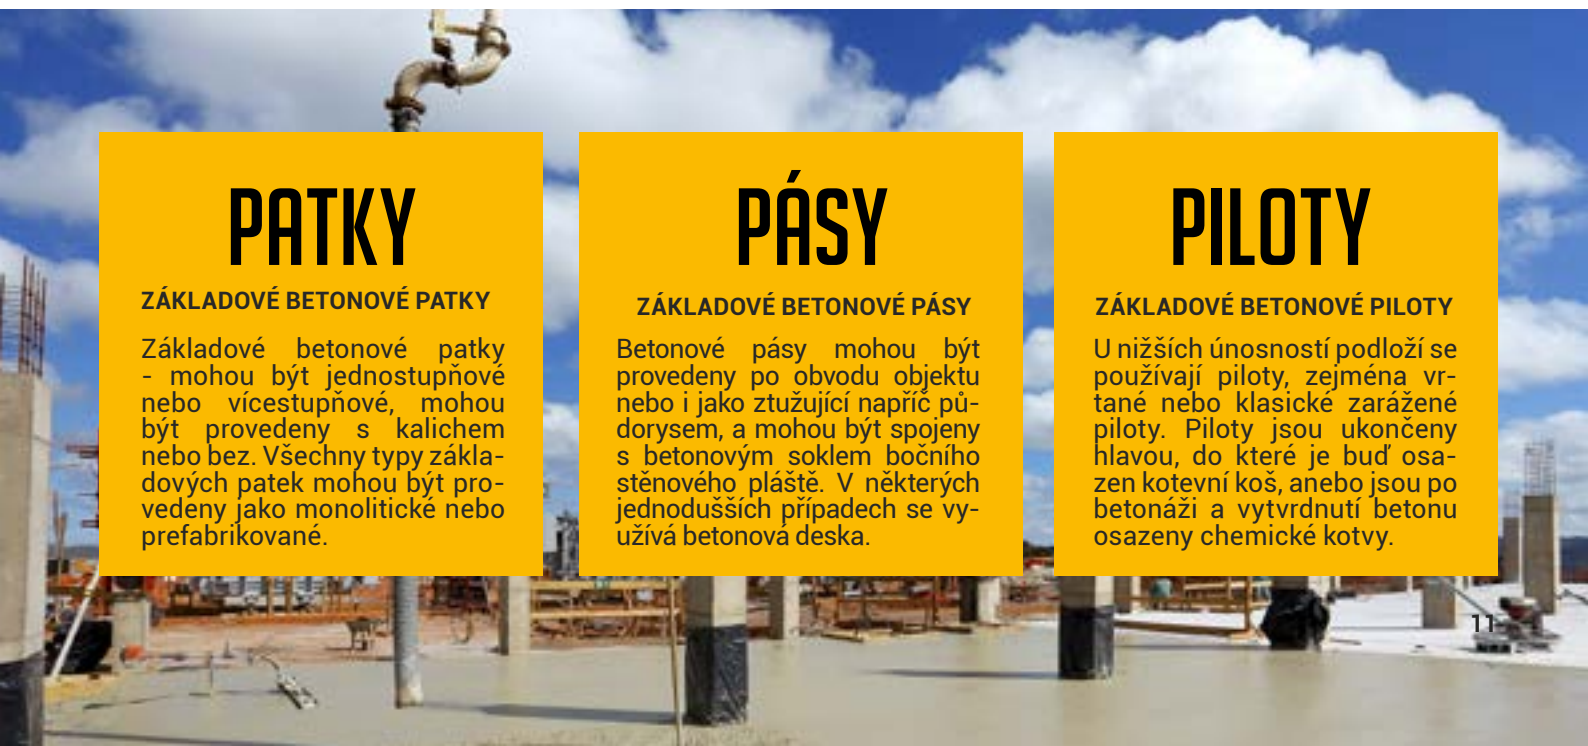 PATKY
ZÁKLADOVÉ BETONOVÉ PATKY
Základové betonové patky
- mohou být jednostupňové
nebo vícestupňové, mohou
být provedeny s kalichem
nebo bez. Všechny typy zákla-
dových patek mohou být pro-
vedeny jako monolitické nebo
prefabrikované.
PÁSY
ZÁKLADOVÉ BETONOVÉ PÁSY
Betonové pásy mohou být
provedeny po obvodu objektu
nebo i jako ztužující napříč pů-
dorysem, a mohou být spojeny
s betonovým soklem bočního
stěnového pláště. V některých
jednodušších případech se vy-
užívá betonová deska.
PILOTY
ZÁKLADOVÉ BETONOVÉ PILOTY
U nižších únosností podloží se
používají piloty, zejména vr-
tané nebo klasické zarážené
piloty. Piloty jsou ukončeny
hlavou, do které je buď osa-
zen kotevní koš, anebo jsou po
betonáži a vytvrdnutí betonu
osazeny chemické kotvy.
11